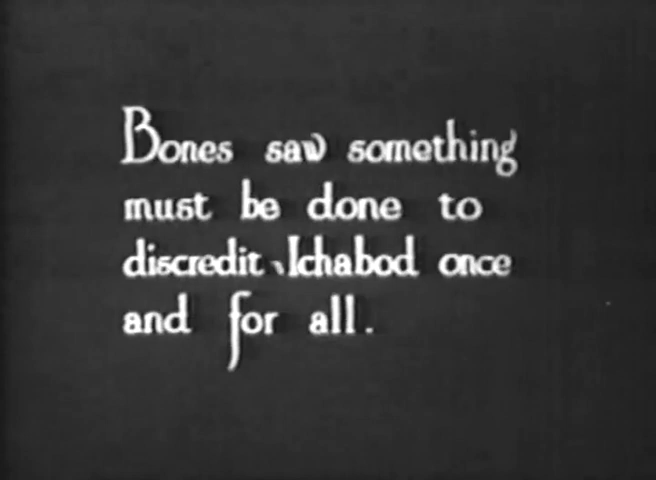 Bones saw something
must be done to
discredit Ichabod once
and for all.